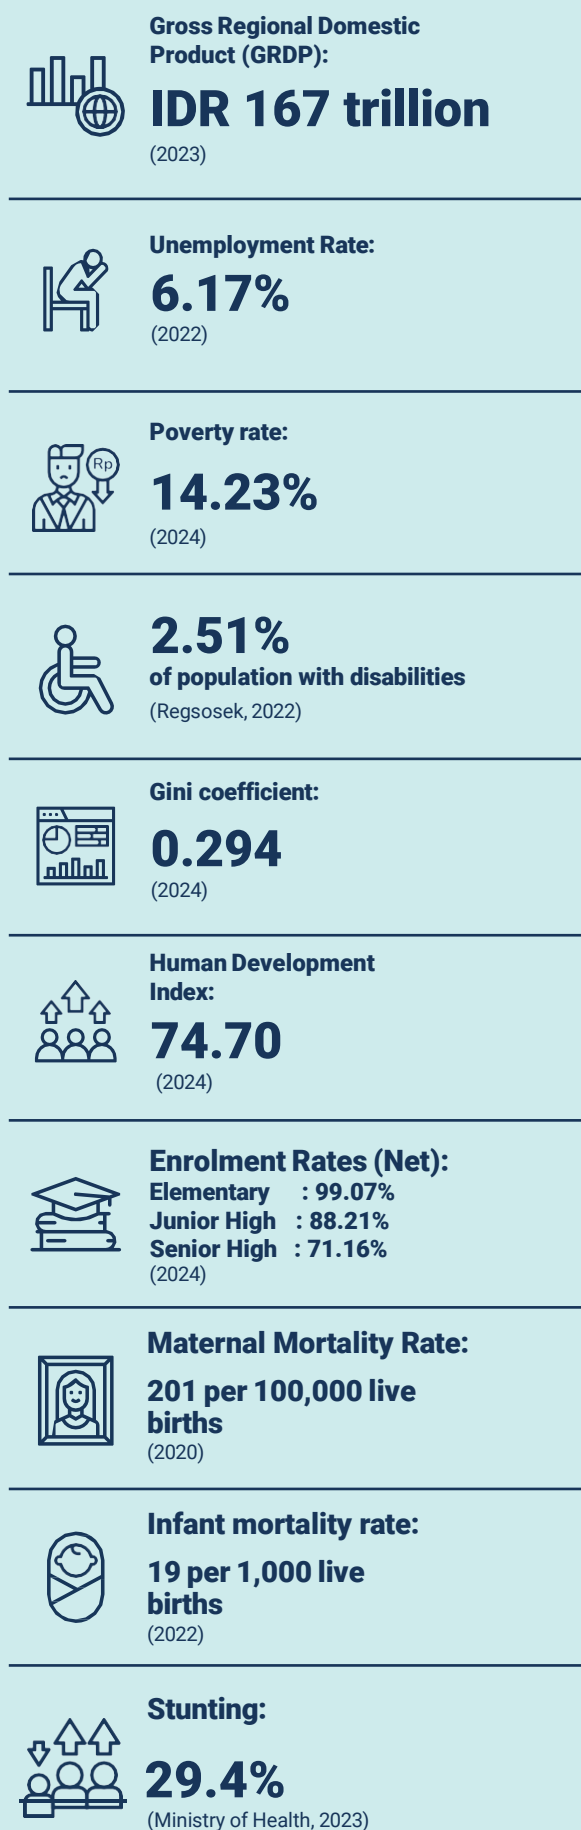 Gross Regional Domestic
Product (GRDP):
IDR 167 trillion
(2023)
Unemployment Rate:
6.17%
(2022)
Poverty rate:
Rp
14.23%
(2024)
2.51%
of population with disabilities
(Regsosek, 2022)
Gini coefficient:
0.294
(2024)
Human Development
Index:
74.70
(2024)
Enrolment Rates (Net):
Elementary : 99.07%
Junior High : 88.21%
Senior High : 71.16%
(2024)
Maternal Mortality Rate:
201 per 100,000 live
births
(2020)
Infant mortality rate:
19 per 1,000 live
births
(2022)
Stunting:
29.4%
(Ministry of Health, 2023)